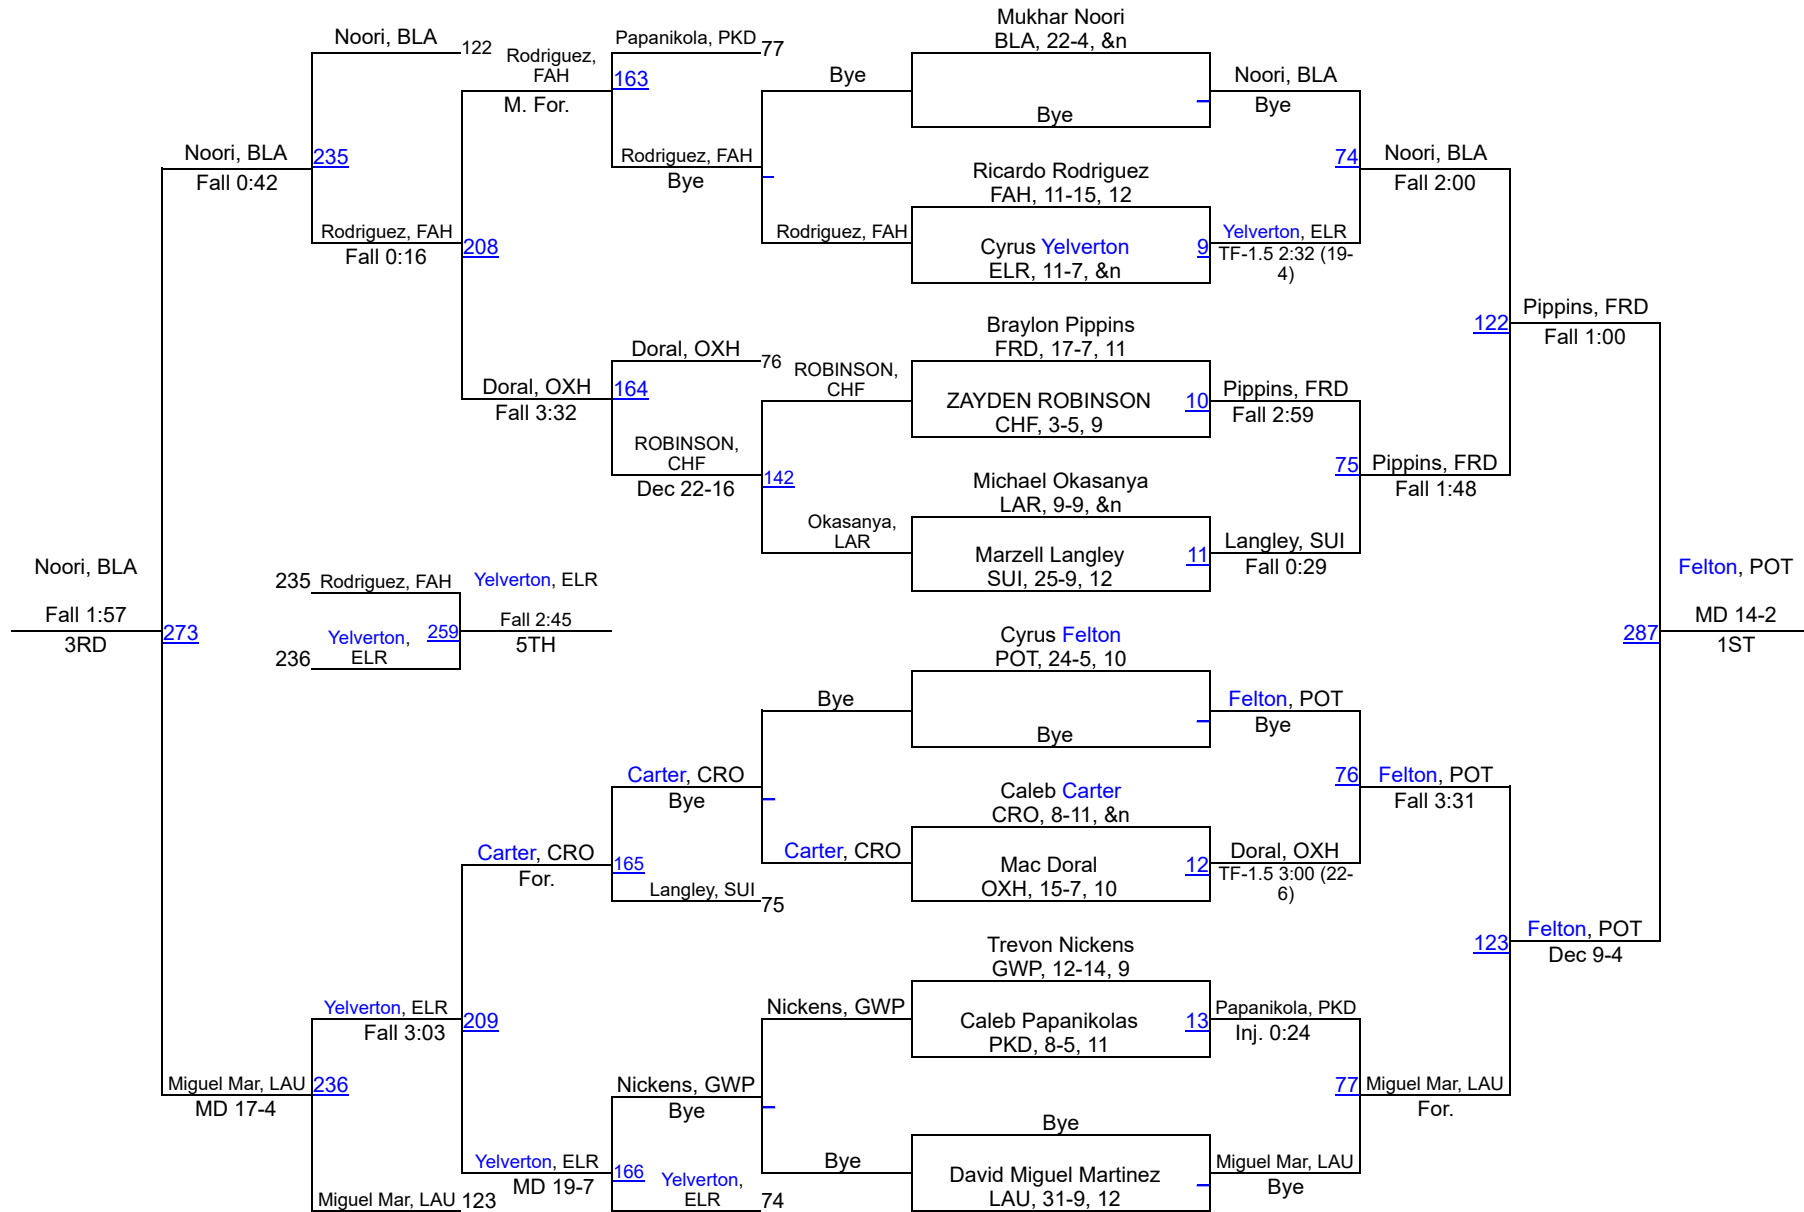 Mukhar Noori
BLA, 22-4, &n
Noori, BLA
122
Rodriguez,
FAH
Papanikola, PKD
77
163
M. For.
Bye
Bye
Noori, BLA
Bye
Noori, BLA
235
Fall 0:42
Rodriguez, FAH
Bye
Ricardo Rodriguez
FAH, 11-15, 12
74
Noori, BLA
Fall 2:00
Rodriguez, FAH
Fall 0:16
208
Rodriguez, FAH
Cyrus Yelverton
ELR, 11-7, &n
9
Yelverton, ELR
TF-1.5 2:32 (19-
4)
Braylon Pippins
FRD, 17-7, 11
122
Pippins, FRD
Fall 1:00
Doral, OXH
76
ROBINSON,
CHF
Doral, OXH
164
Fall 3:32
ZAYDEN ROBINSON
CHF, 3-5, 9
10
Pippins, FRD
Fall 2:59
ROBINSON,
CHF
Dec 22-16
142
Michael Okasanya
LAR, 9-9, &n
75
Pippins, FRD
Fall 1:48
Okasanya,
LAR
Marzell Langley
SUI, 25-9, 12
11
Langley, SUI
Fall 0:29
Noori, BLA
Fall 1:57
3RD
273
235
Rodriguez, FAH
Yelverton, ELR
Yelverton,
ELR
259
Fall 2:45
5TH
236
Felton, POT
287
MD 14-2
1ST
Cyrus Felton
POT, 24-5, 10
Bye
Bye
Felton, POT
Bye
Carter, CRO
Bye
Caleb Carter
CRO, 8-11, &n
76
Felton, POT
Fall 3:31
Carter, CRO
For.
165
Carter, CRO
Mac Doral
OXH, 15-7, 10
12
Doral, OXH
TF-1.5 3:00 (22-
6)
Langley, SUI
75
Trevon Nickens
GWP, 12-14, 9
123
Felton, POT
Dec 9-4
Yelverton, ELR
Fall 3:03
209
Nickens, GWP
Caleb Papanikolas
PKD, 8-5, 11
13
Papanikola, PKD
Inj. 0:24
Miguel Mar, LAU
236
MD 17-4
Nickens, GWP
Bye
77
Miguel Mar, LAU
For.
Bye
Yelverton, ELR
MD 19-7
166
Yelverton,
ELR
74
Bye
David Miguel Martinez
LAU, 31-9, 12
Miguel Mar, LAU
Bye
Miguel Mar, LAU
123